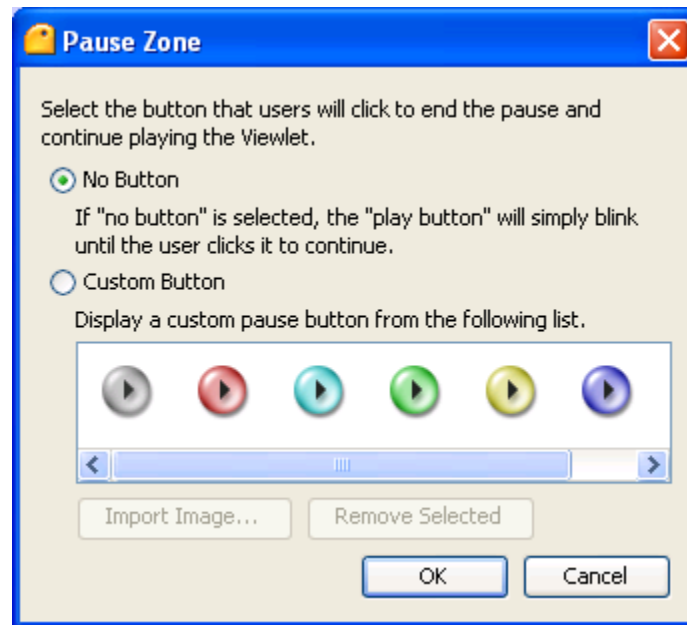 Pause Zone
Select the button that users will click to end the pause and
continue playing the Viewlet.
No Button
If "no button" is selected, the "play button" will simply blink
until the user clicks it to continue.
Custom Button
Display a custom pause button from the following list.
Import Image...
Remove Selected
OK
Cancel